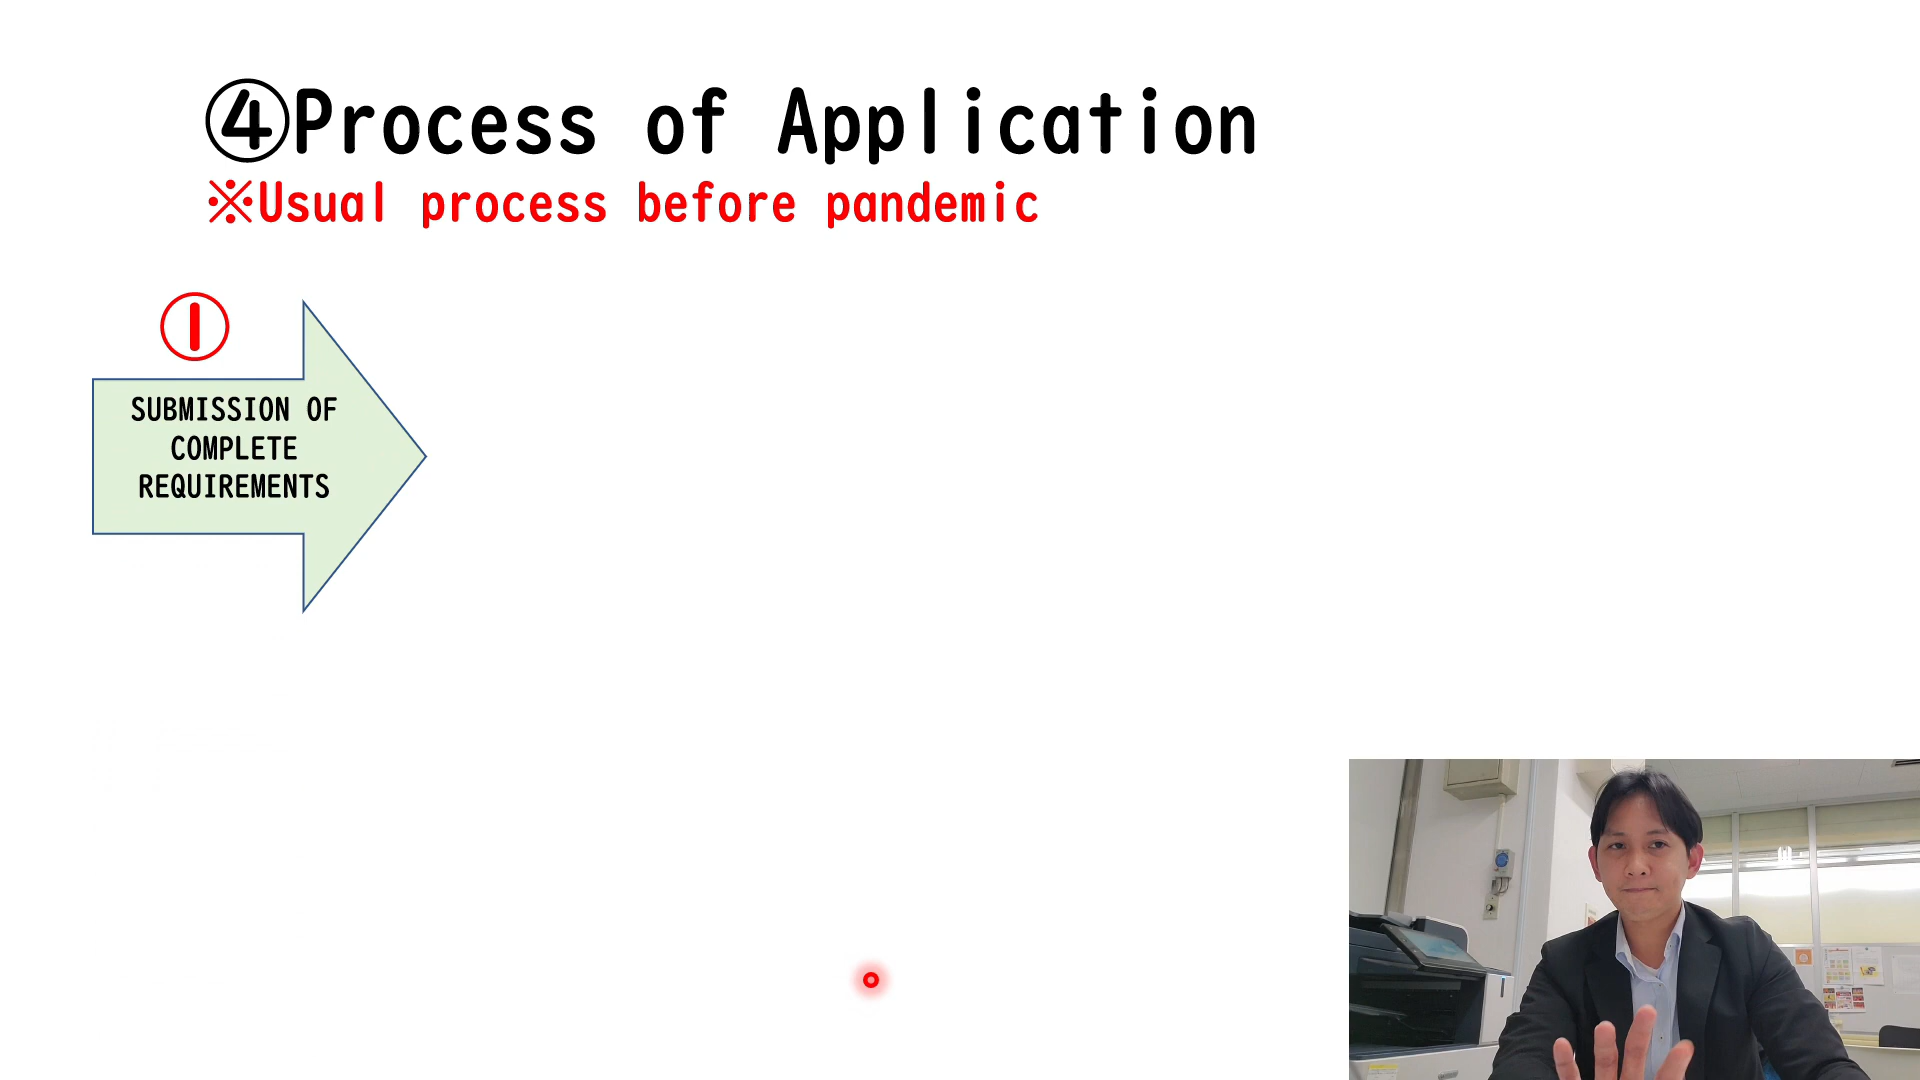 ④Process of Application
※Usual process before pandemic
①
SUBMISSION OF
COMPLETE
REQUIREMENTS